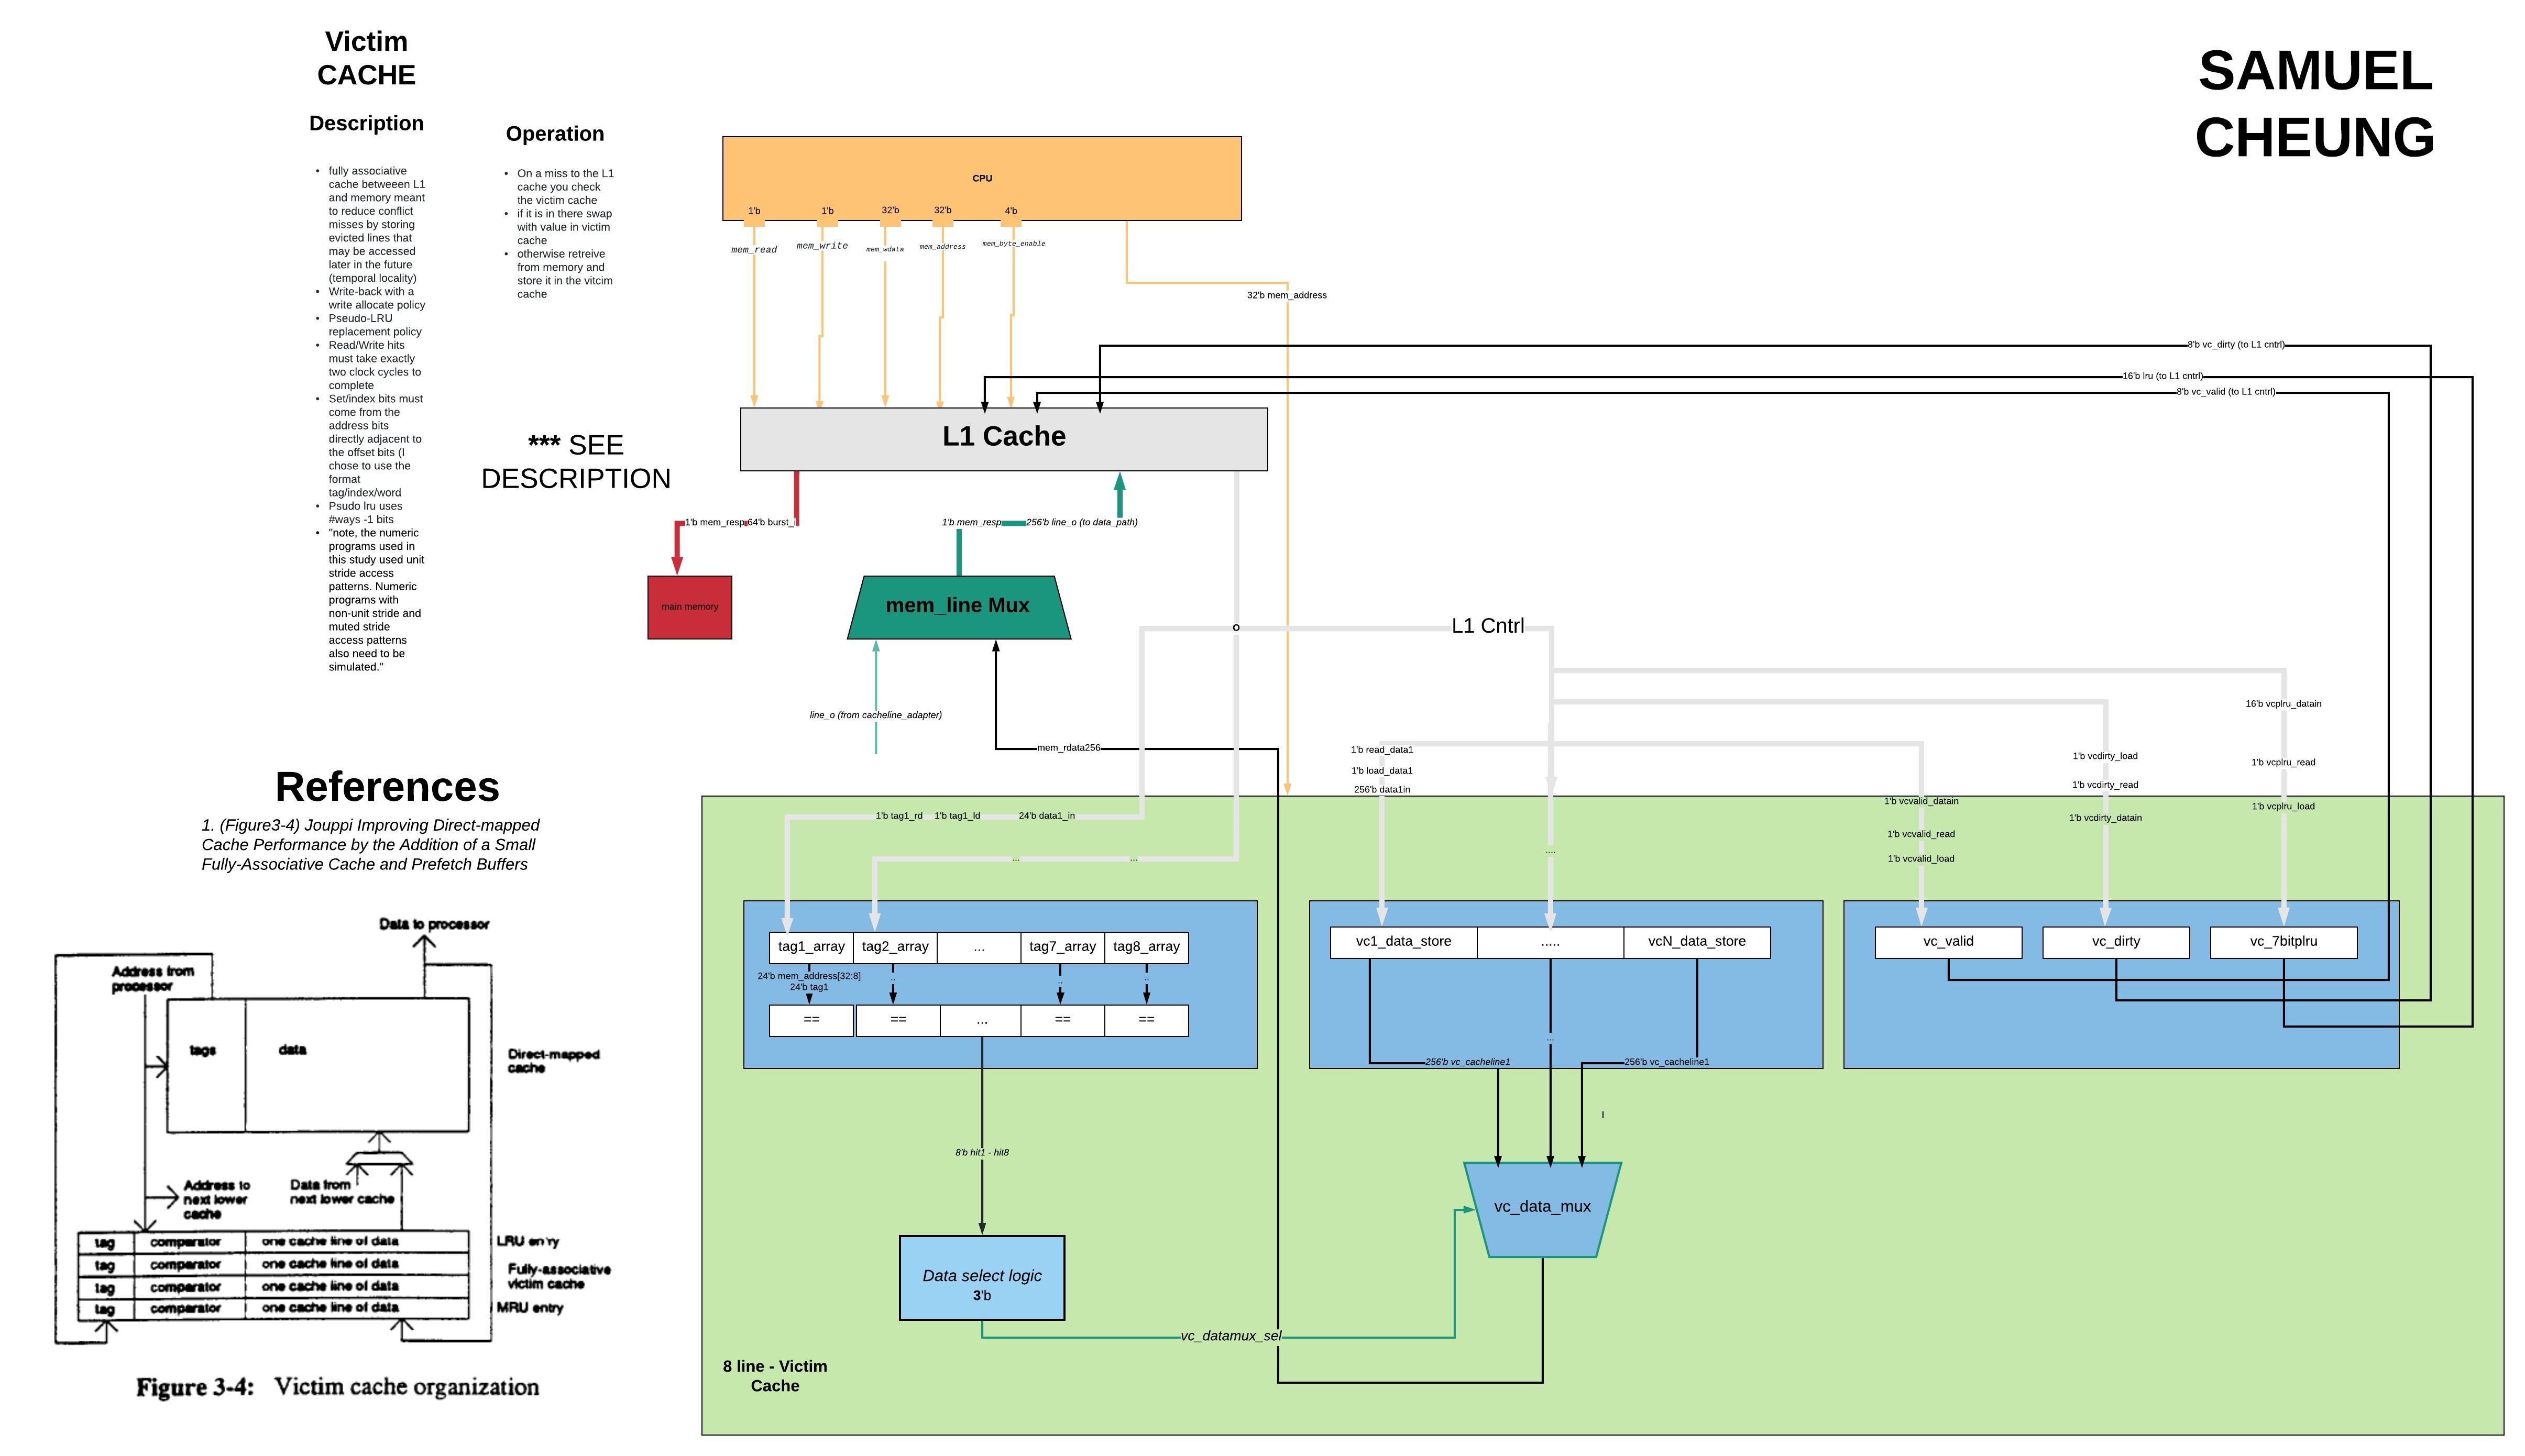 Victim
CACHE
Description
• fully associative
cache betweeen L1
and memory meant
to reduce conflict
misses by storing
evicted lines that
may be accessed
later in the future
(temporal locality)
• Write-back with a
write allocate policy
• Pseudo-LRU
replacement policy
• Read/Write hits
must take exactly
two clock cycles to
complete
• Set/index bits must
come from the
address bits
directly adjacent to
the offset bits (I
chose to use the
format
tag/index/word
• Psudo lru uses
#ways -1 bits
• "note, the numeric
programs used in
this study used unit
stride access
patterns. Numeric
programs with
non-unit stride and
muted stride
access patterns
also need to be
simulated."
Operation
• On a miss to the L1
cache you check
the victim cache
• if it is in there swap
with value in victim
cache
• otherwise retreive
from memory and
store it in the vitcim
cache
*** SEE
DESCRIPTION
SAMUEL
CHEUNG
CPU
1'b 1'b 32'b 32'b 4'b
mem_read mem_write mem_wdata mem_address mem_byte_enable
32'b mem_address
8'b vc_dirty (to L1 cntrl)
16'b lru (to L1 cntrl)
8'b vc_valid (to L1 cntrl)
L1 Cache
1'b mem_resp 64'b burst_i
1'b mem_resp 256'b line_o (to data_path)
main memory
mem_line Mux
O
L1 Cntrl
line_o (from cacheline_adapter)
mem_rdata256
1'b read_data1
1'b load_data1
256'b data1in
16'b vcplru_datain
1'b vcplru_read
1'b vcplru_load
1'b vcdirty_load
1'b vcdirty_read
1'b vcdirty_datain
1'b vcvalid_datain
1'b vcvalid_read
1'b vcvalid_load
1'b tag1_rd 1'b tag1_ld 24'b data1_in
... ...
....
tag1_array tag2_array ... tag7_array tag8_array
24'b mem_address[32:8]
24'b tag1
== == ... == ==
vc1_data_store ..... vcN_data_store
...
256'b vc_cacheline1 256'b vc_cacheline1
vc_valid vc_dirty vc_7bitplru
I
8'b hit1 - hit8
vc_data_mux
Data select logic
3'b
vc_datamux_sel
8 line - Victim
Cache
References
1. (Figure3-4) Jouppi Improving Direct-mapped
Cache Performance by the Addition of a Small
Fully-Associative Cache and Prefetch Buffers
Data to processor
Address from
processor
tags data
Direct-mapped
cache
Address to
next lower
cache
Data from
next lower cache
tag comparator one cache line of data LRU entry
tag comparator one cache line of data
Fully-associative
victim cache
tag comparator one cache line of data
tag comparator one cache line of data MRU entry
Figure 3-4: Victim cache organization